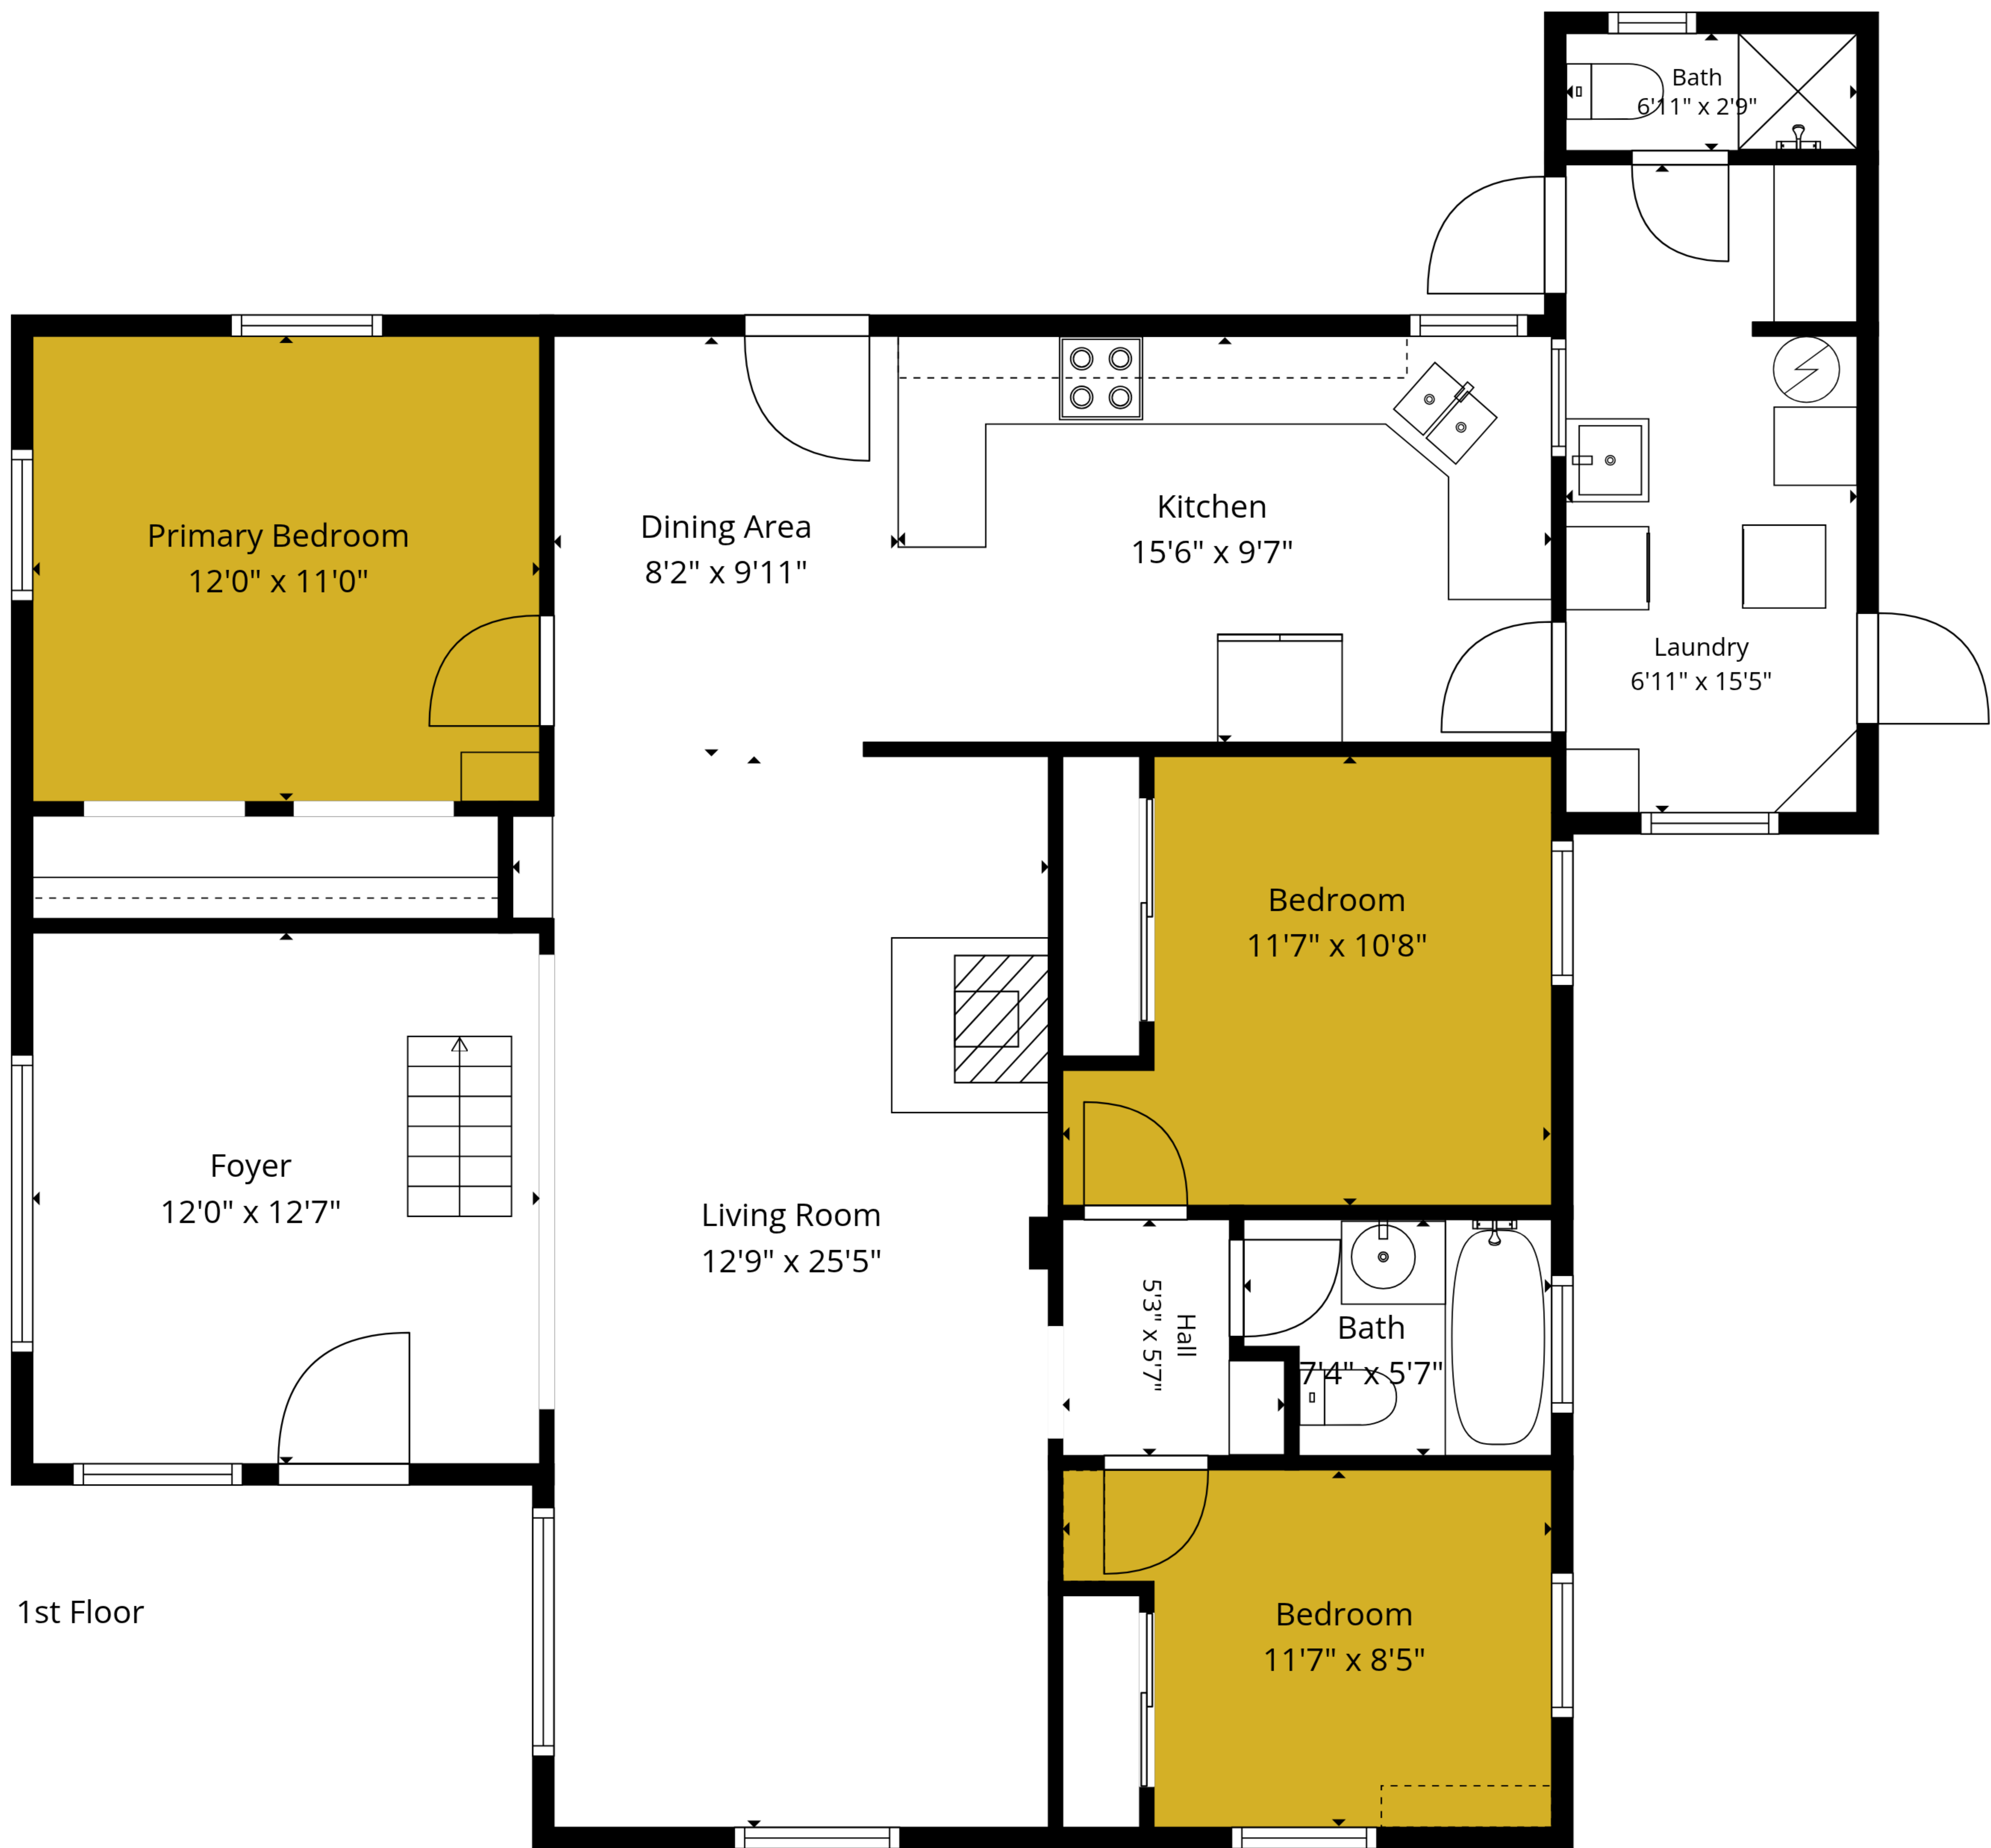 Bath
6'11" x 2'9"
Primary Bedroom
12'0" x 11'0"
Dining Area
8'2" x 9'11"
Kitchen
15'6" x 9'7"
Laundry
6'11" x 15'5"
Bedroom
11'7" x 10'8"
Foyer
12'0" x 12'7"
Living Room
12'9" x 25'5"
Hall
5'3" x 5'7"
Bath
7'4" x 5'7"
1st Floor
Bedroom
11'7" x 8'5"